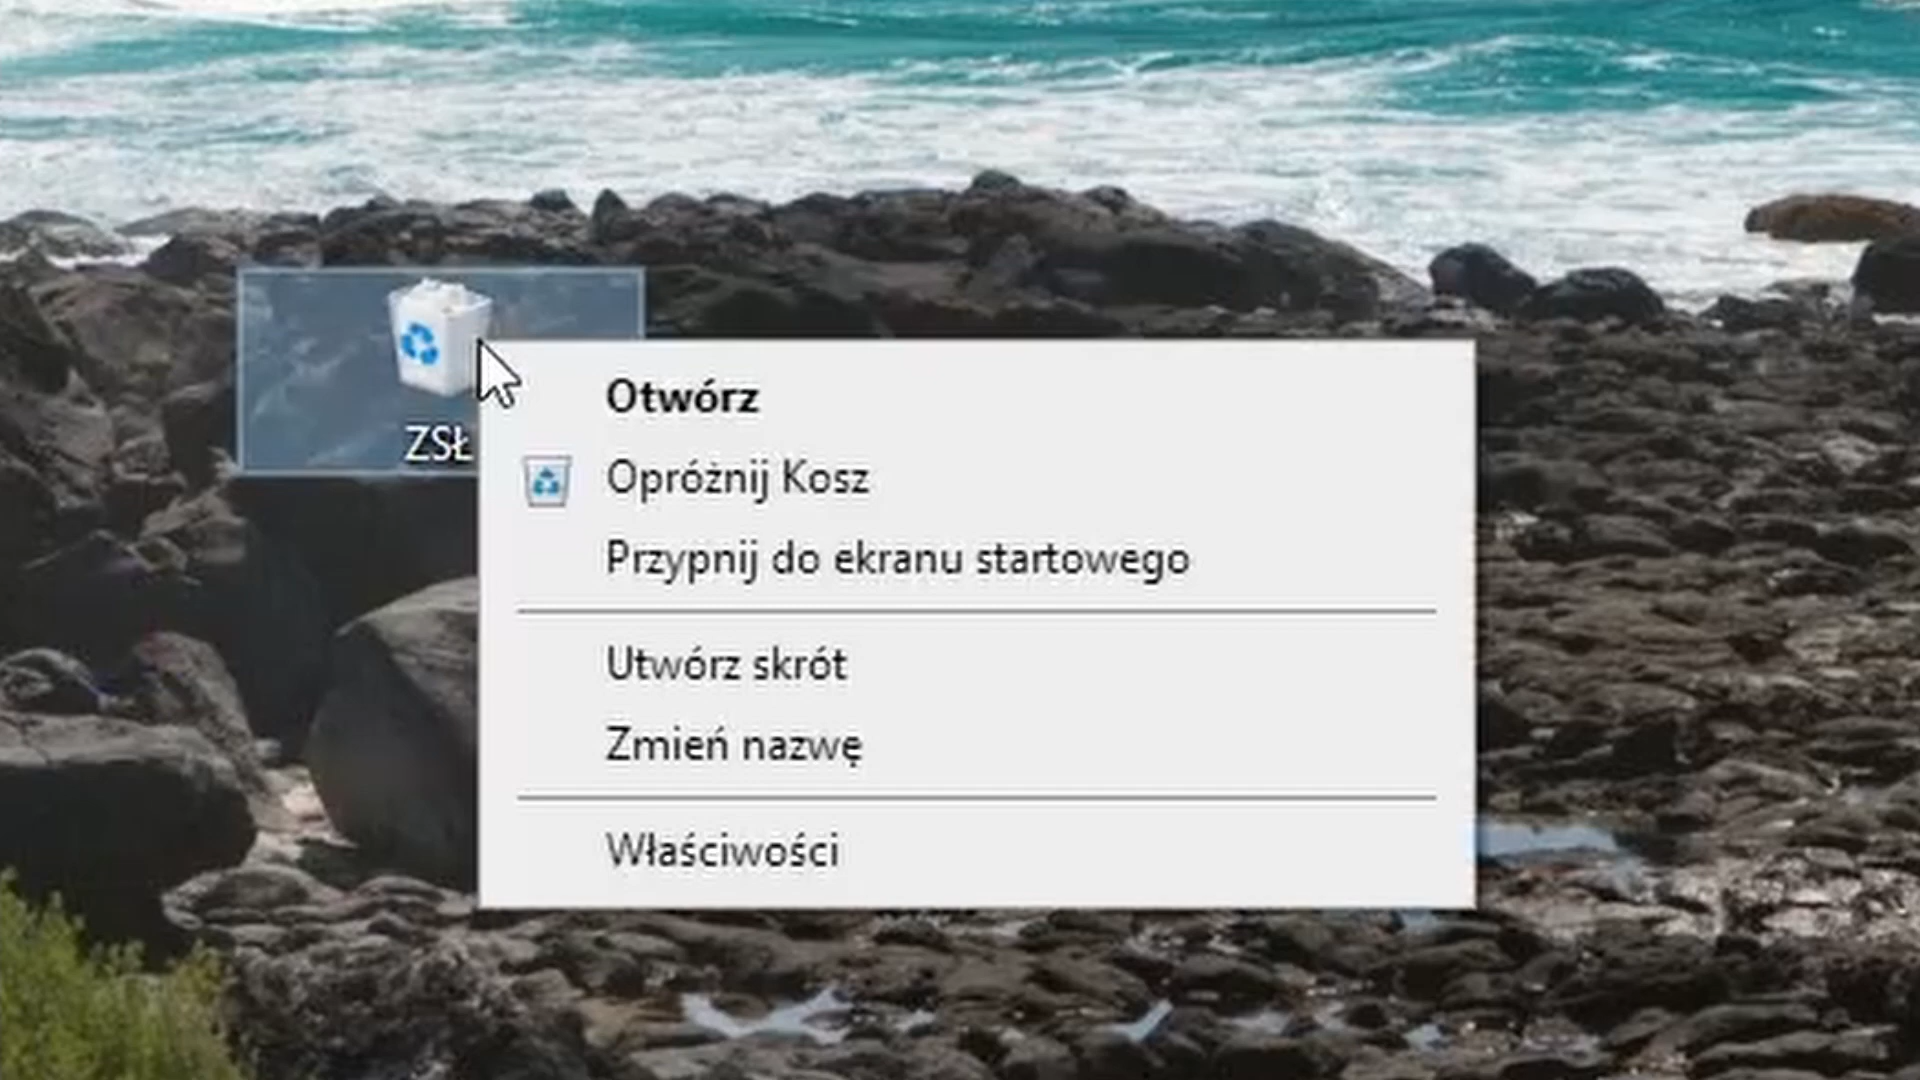 ZSŁ
Otwórz
Opróżnij Kosz
Przypnij do ekranu startowego
Utwórz skrót
Zmień nazwę
Właściwości